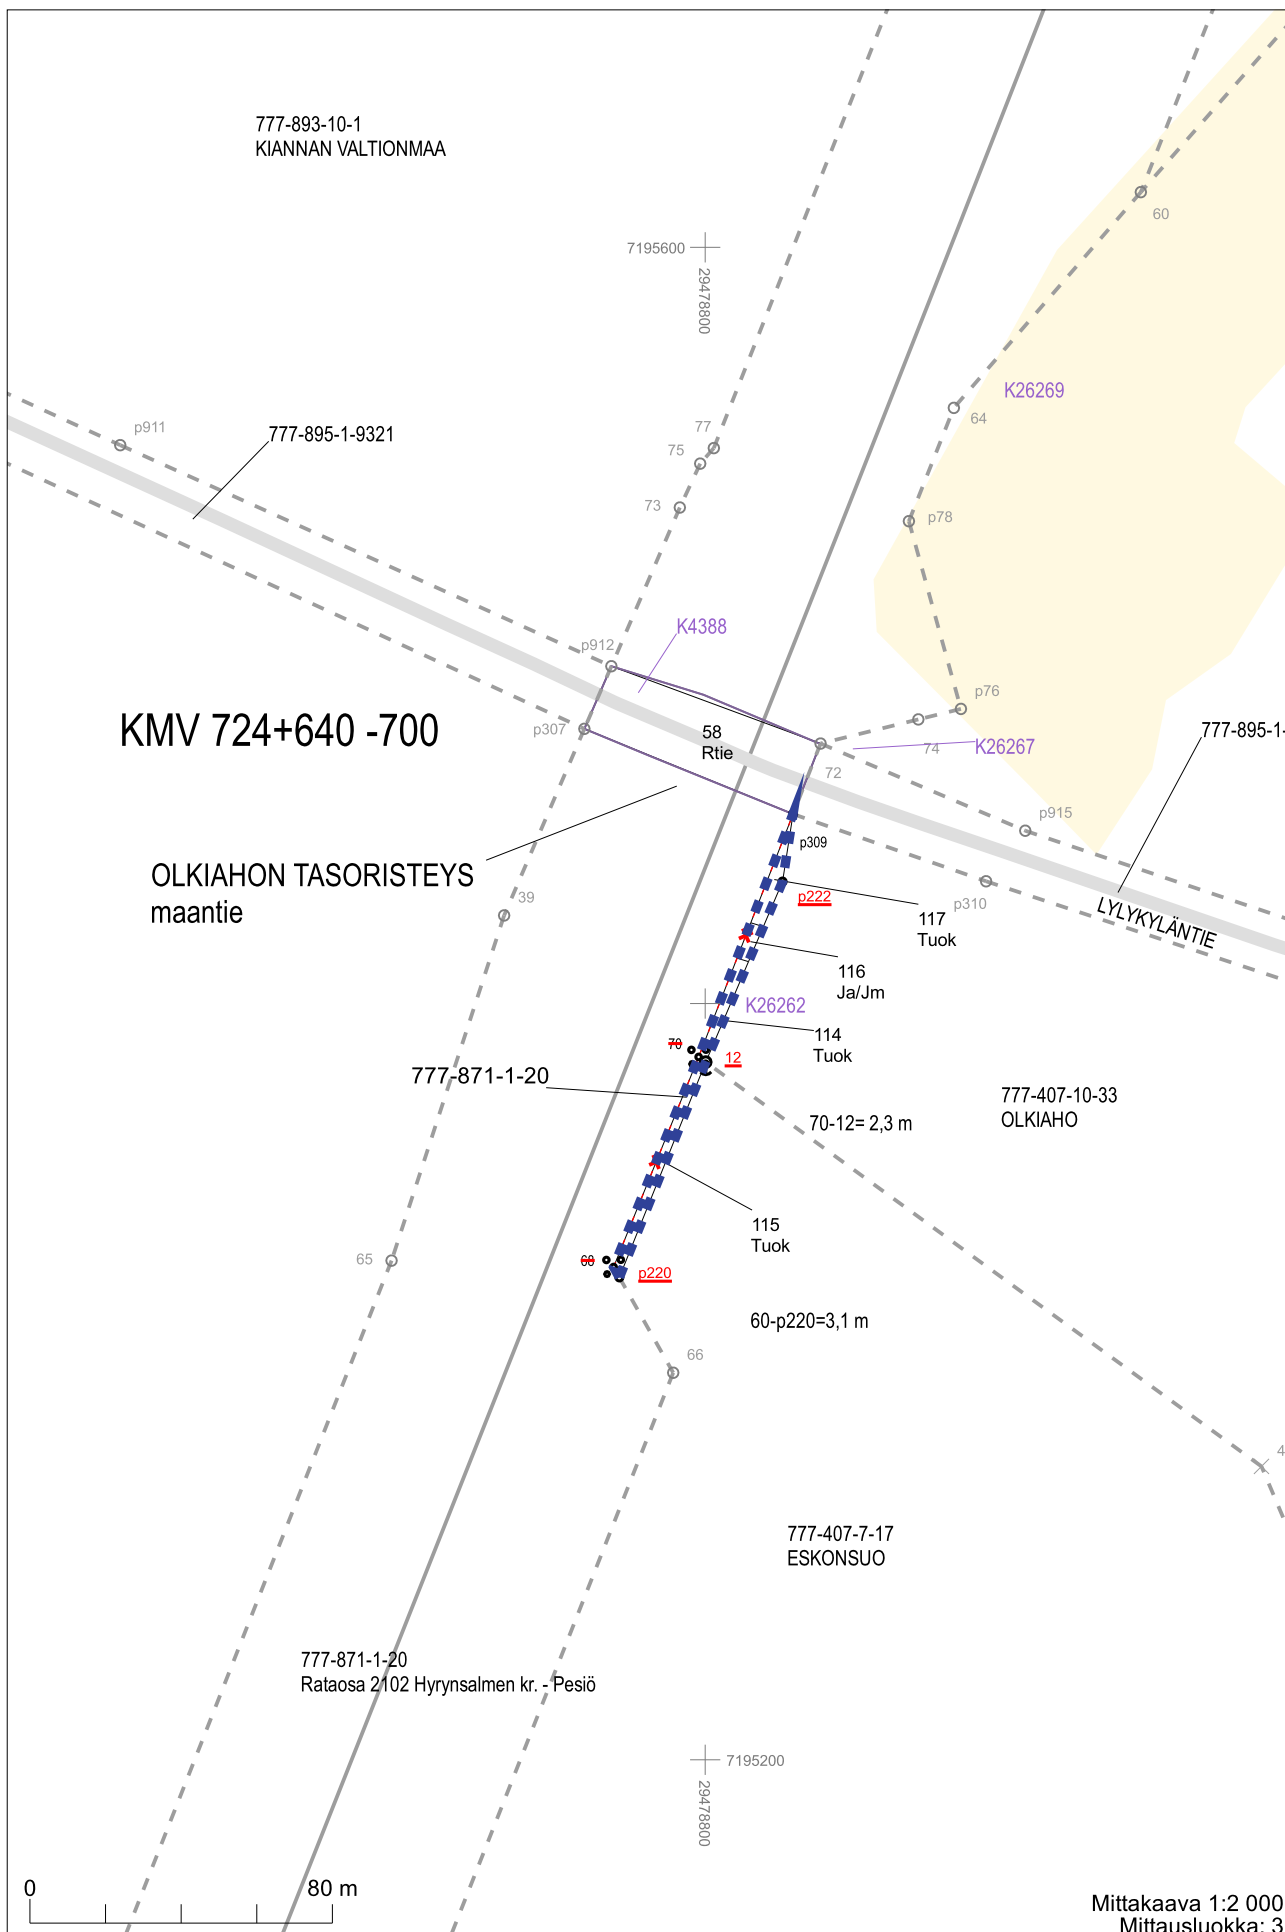 777-893-10-1
KIANNAN VALTIONMAA
60
7195600
29478800
K26269
64
p911
777-895-1-9321
77
75
73
p78
K4388
p912
p76
KMV 724+640 -700
p307
58
Rtie
74
K26267
777-895-1-
72
p915
p309
OLKIAHON TASORISTEYS
maantie
p222
p310
39
117
Tuok
LYLYKYLÄNTIE
116
Ja/Jm
K26262
114
Tuok
70
12
777-871-1-20
777-407-10-33
OLKIAHO
70-12= 2,3 m
115
Tuok
65
68
p220
60-p220=3,1 m
66
4
777-407-7-17
ESKONSUO
777-871-1-20
Rataosa 2102 Hyrynsalmen kr. - Pesiö
7195200
29478800
0
80 m
Mittakaava 1:2 000
Mittausluokka: 3